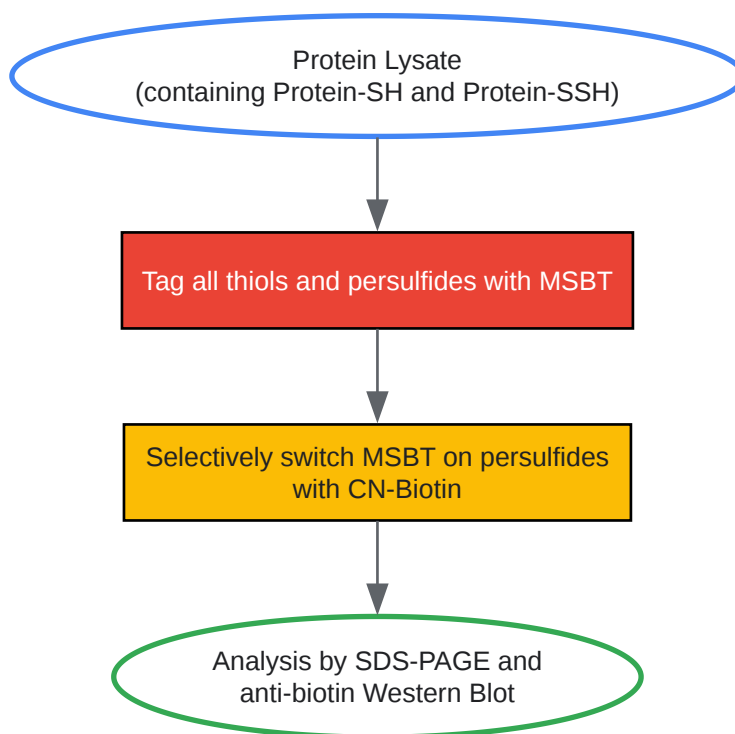 Protein Lysate
(containing Protein-SH and Protein-SSH)
Tag all thiols and persulfides with MSBT
Selectively switch MSBT on persulfides
with CN-Biotin
Analysis by SDS-PAGE and
anti-biotin Western Blot